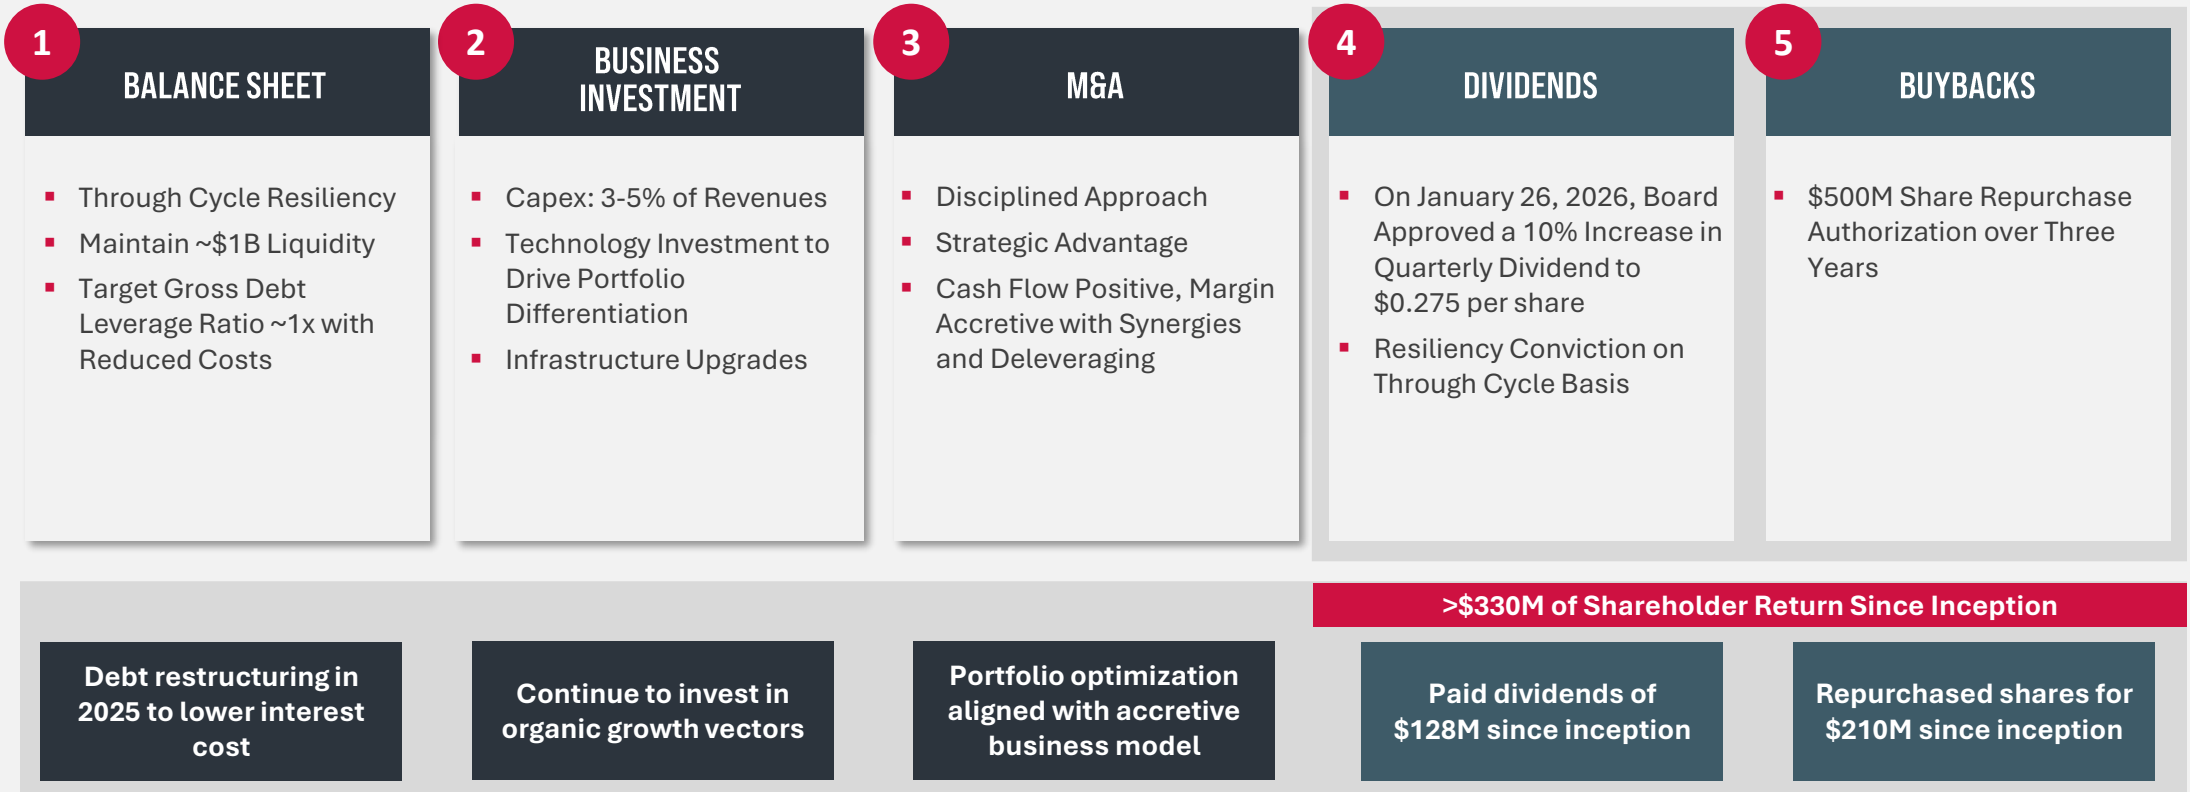 1
BALANCE SHEET
▪ Through Cycle Resiliency
▪ Maintain ~$1B Liquidity
▪ Target Gross Debt
Leverage Ratio ~1x with
Reduced Costs
2
BUSINESS
INVESTMENT
▪ Capex: 3-5% of Revenues
▪ Technology Investment to
Drive Portfolio
Differentiation
▪ Infrastructure Upgrades
3
M&A
▪ Disciplined Approach
▪ Strategic Advantage
▪ Cash Flow Positive, Margin
Accretive with Synergies
and Deleveraging
4
DIVIDENDS
▪ On January 26, 2026, Board
Approved a 10% Increase in
Quarterly Dividend to
$0.275 per share
▪ Resiliency Conviction on
Through Cycle Basis
5
BUYBACKS
▪ $500M Share Repurchase
Authorization over Three
Years
>$330M of Shareholder Return Since Inception
Debt restructuring in
2025 to lower interest
cost
Continue to invest in
organic growth vectors
Portfolio optimization
aligned with accretive
business model
Paid dividends of
$128M since inception
Repurchased shares for
$210M since inception